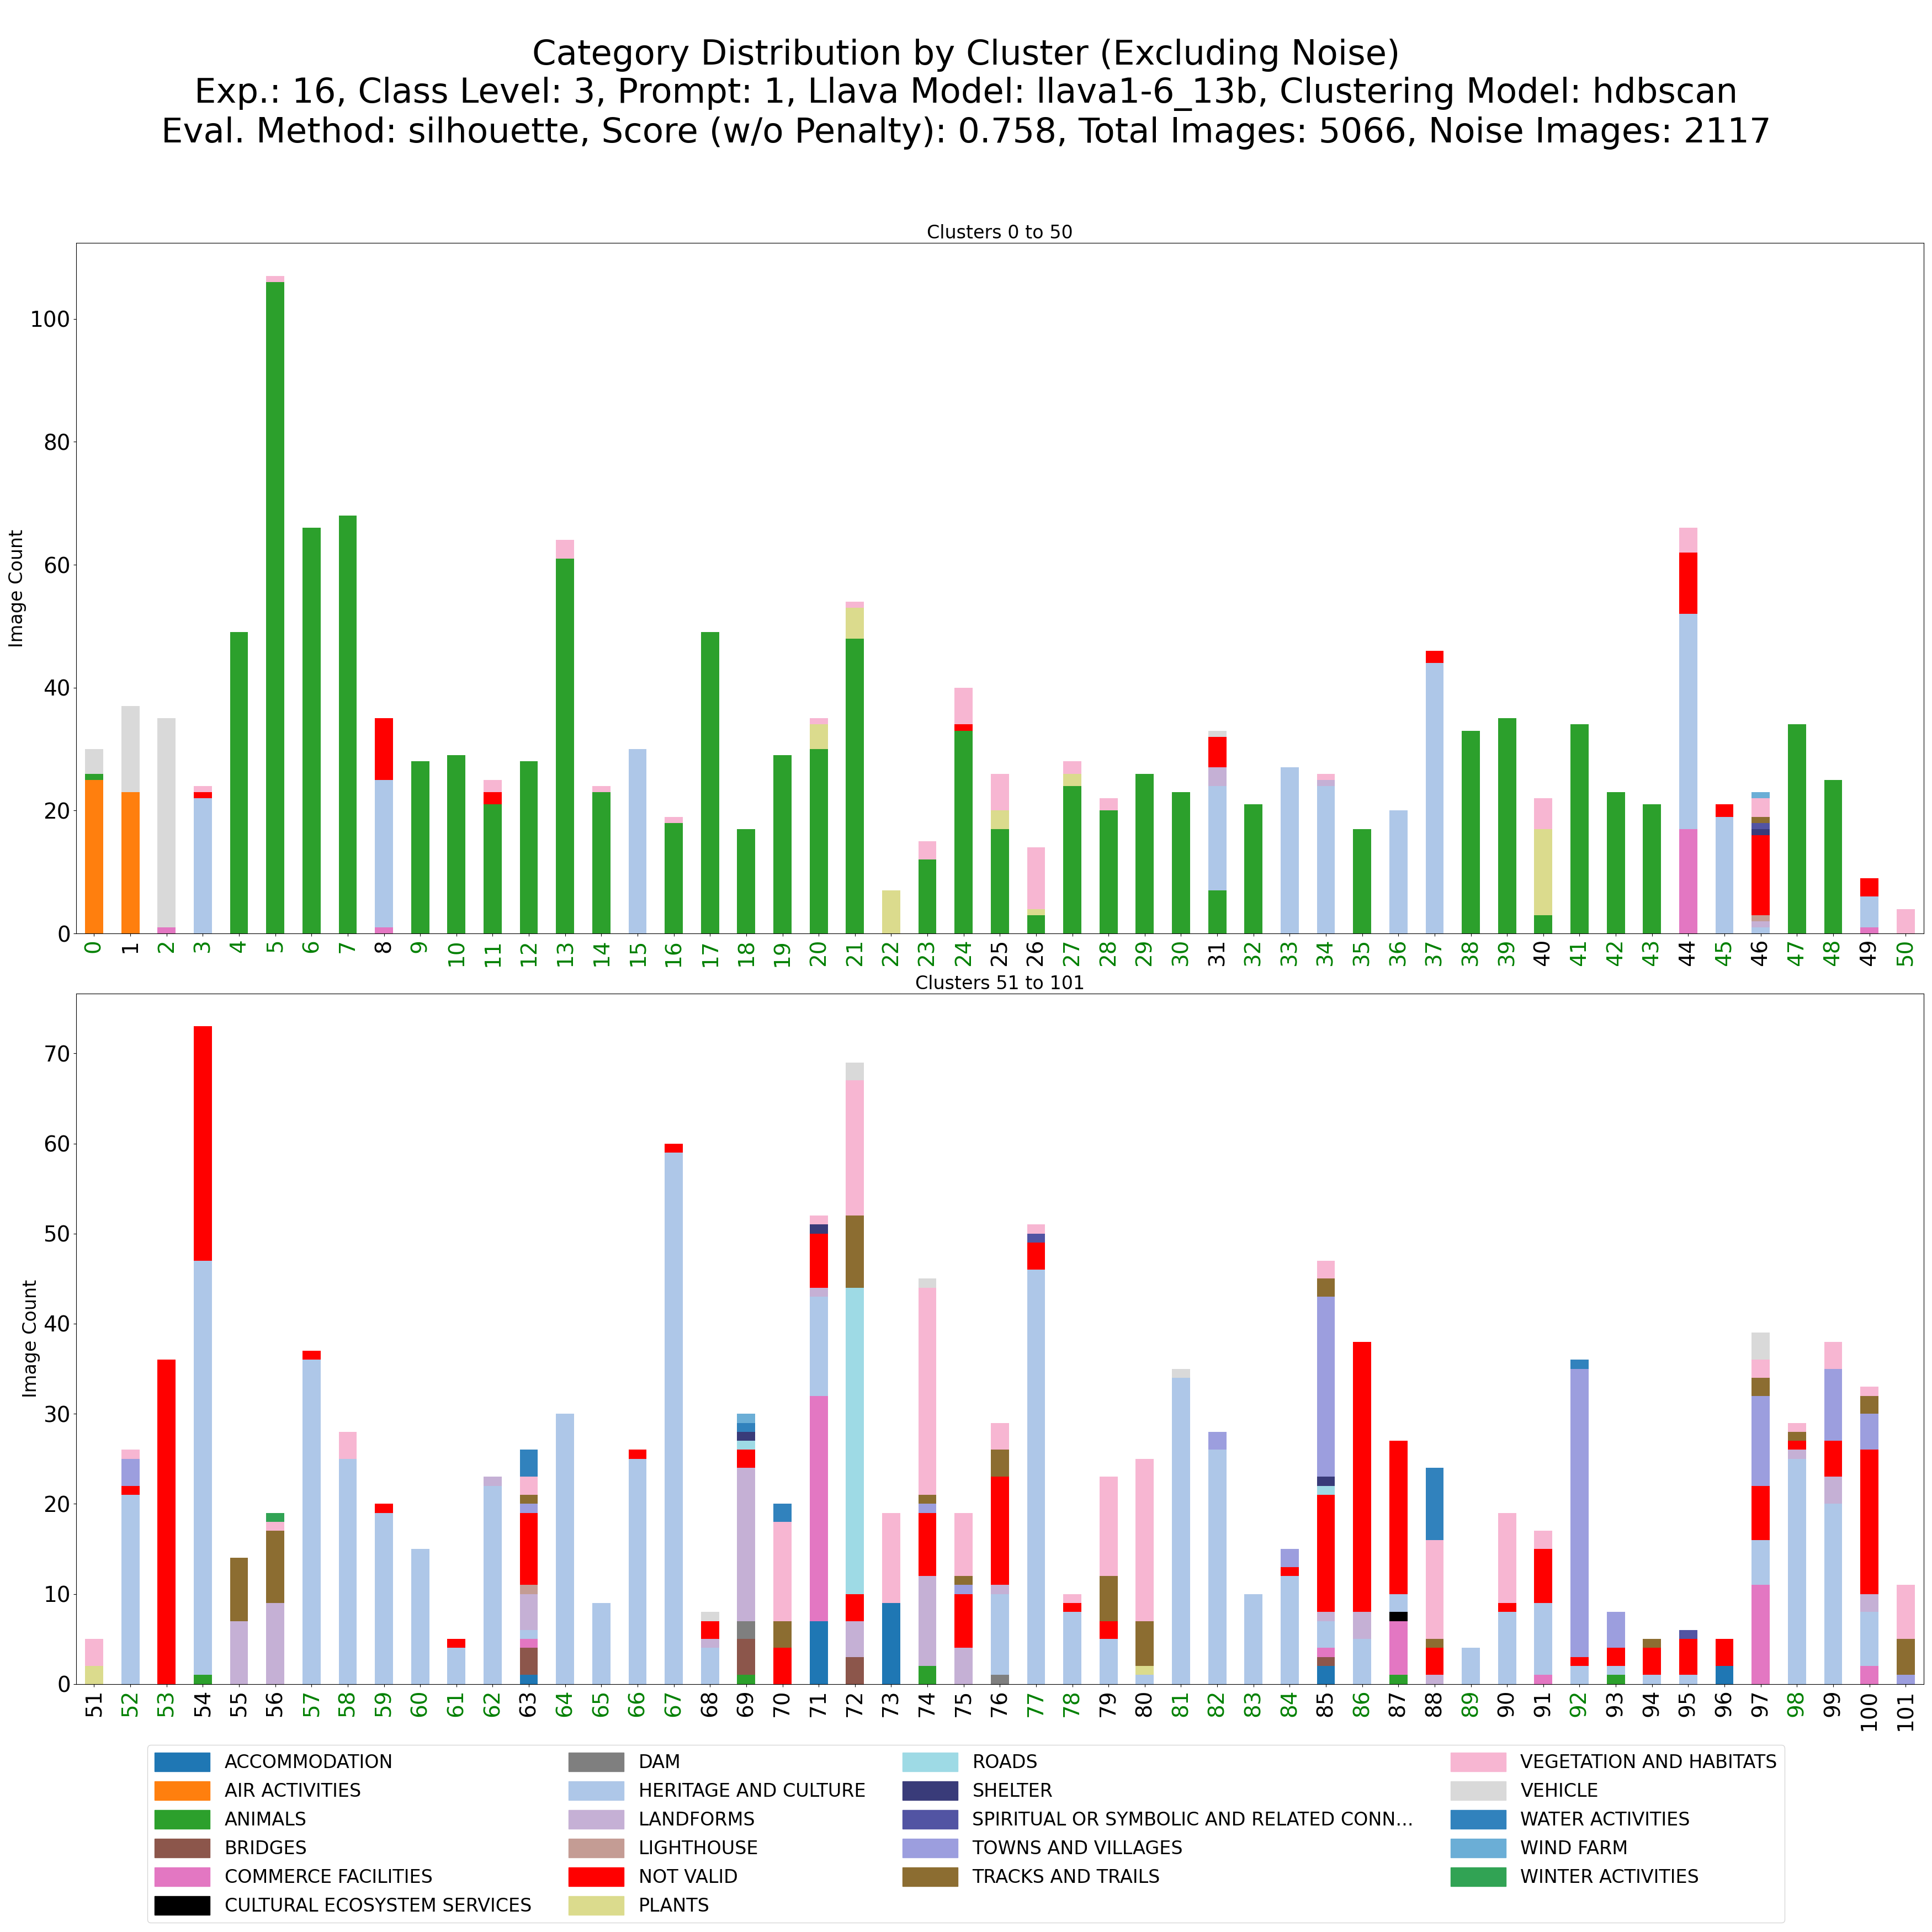 Category Distribution by Cluster (Excluding Noise)
Exp.: 16, Class Level: 3, Prompt: 1, Llava Model: llava1-6_13b, Clustering Model: hdbscan
Eval. Method: silhouette, Score (w/o Penalty): 0.758, Total Images: 5066, Noise Images: 2117
Clusters 0 to 50
Image Count
100
80
60
40
20
0
0 1 2 3 4 5 6 7 8 9 10 11 12 13 14 15 16 17 18 19 20 21 22 23 24 25 26 27 28 29 30 31 32 33 34 35 36 37 38 39 40 41 42 43 44 45 46 47 48 49 50
Clusters 51 to 101
Image Count
70
60
50
40
30
20
10
0
51 52 53 54 55 56 57 58 59 60 61 62 63 64 65 66 67 68 69 70 71 72 73 74 75 76 77 78 79 80 81 82 83 84 85 86 87 88 89 90 91 92 93 94 95 96 97 98 99 100 101
ACCOMMODATION
AIR ACTIVITIES
ANIMALS
BRIDGES
COMMERCE FACILITIES
CULTURAL ECOSYSTEM SERVICES
DAM
HERITAGE AND CULTURE
LANDFORMS
LIGHTHOUSE
NOT VALID
PLANTS
ROADS
SHELTER
SPIRITUAL OR SYMBOLIC AND RELATED CONN...
TOWNS AND VILLAGES
TRACKS AND TRAILS
VEGETATION AND HABITATS
VEHICLE
WATER ACTIVITIES
WIND FARM
WINTER ACTIVITIES